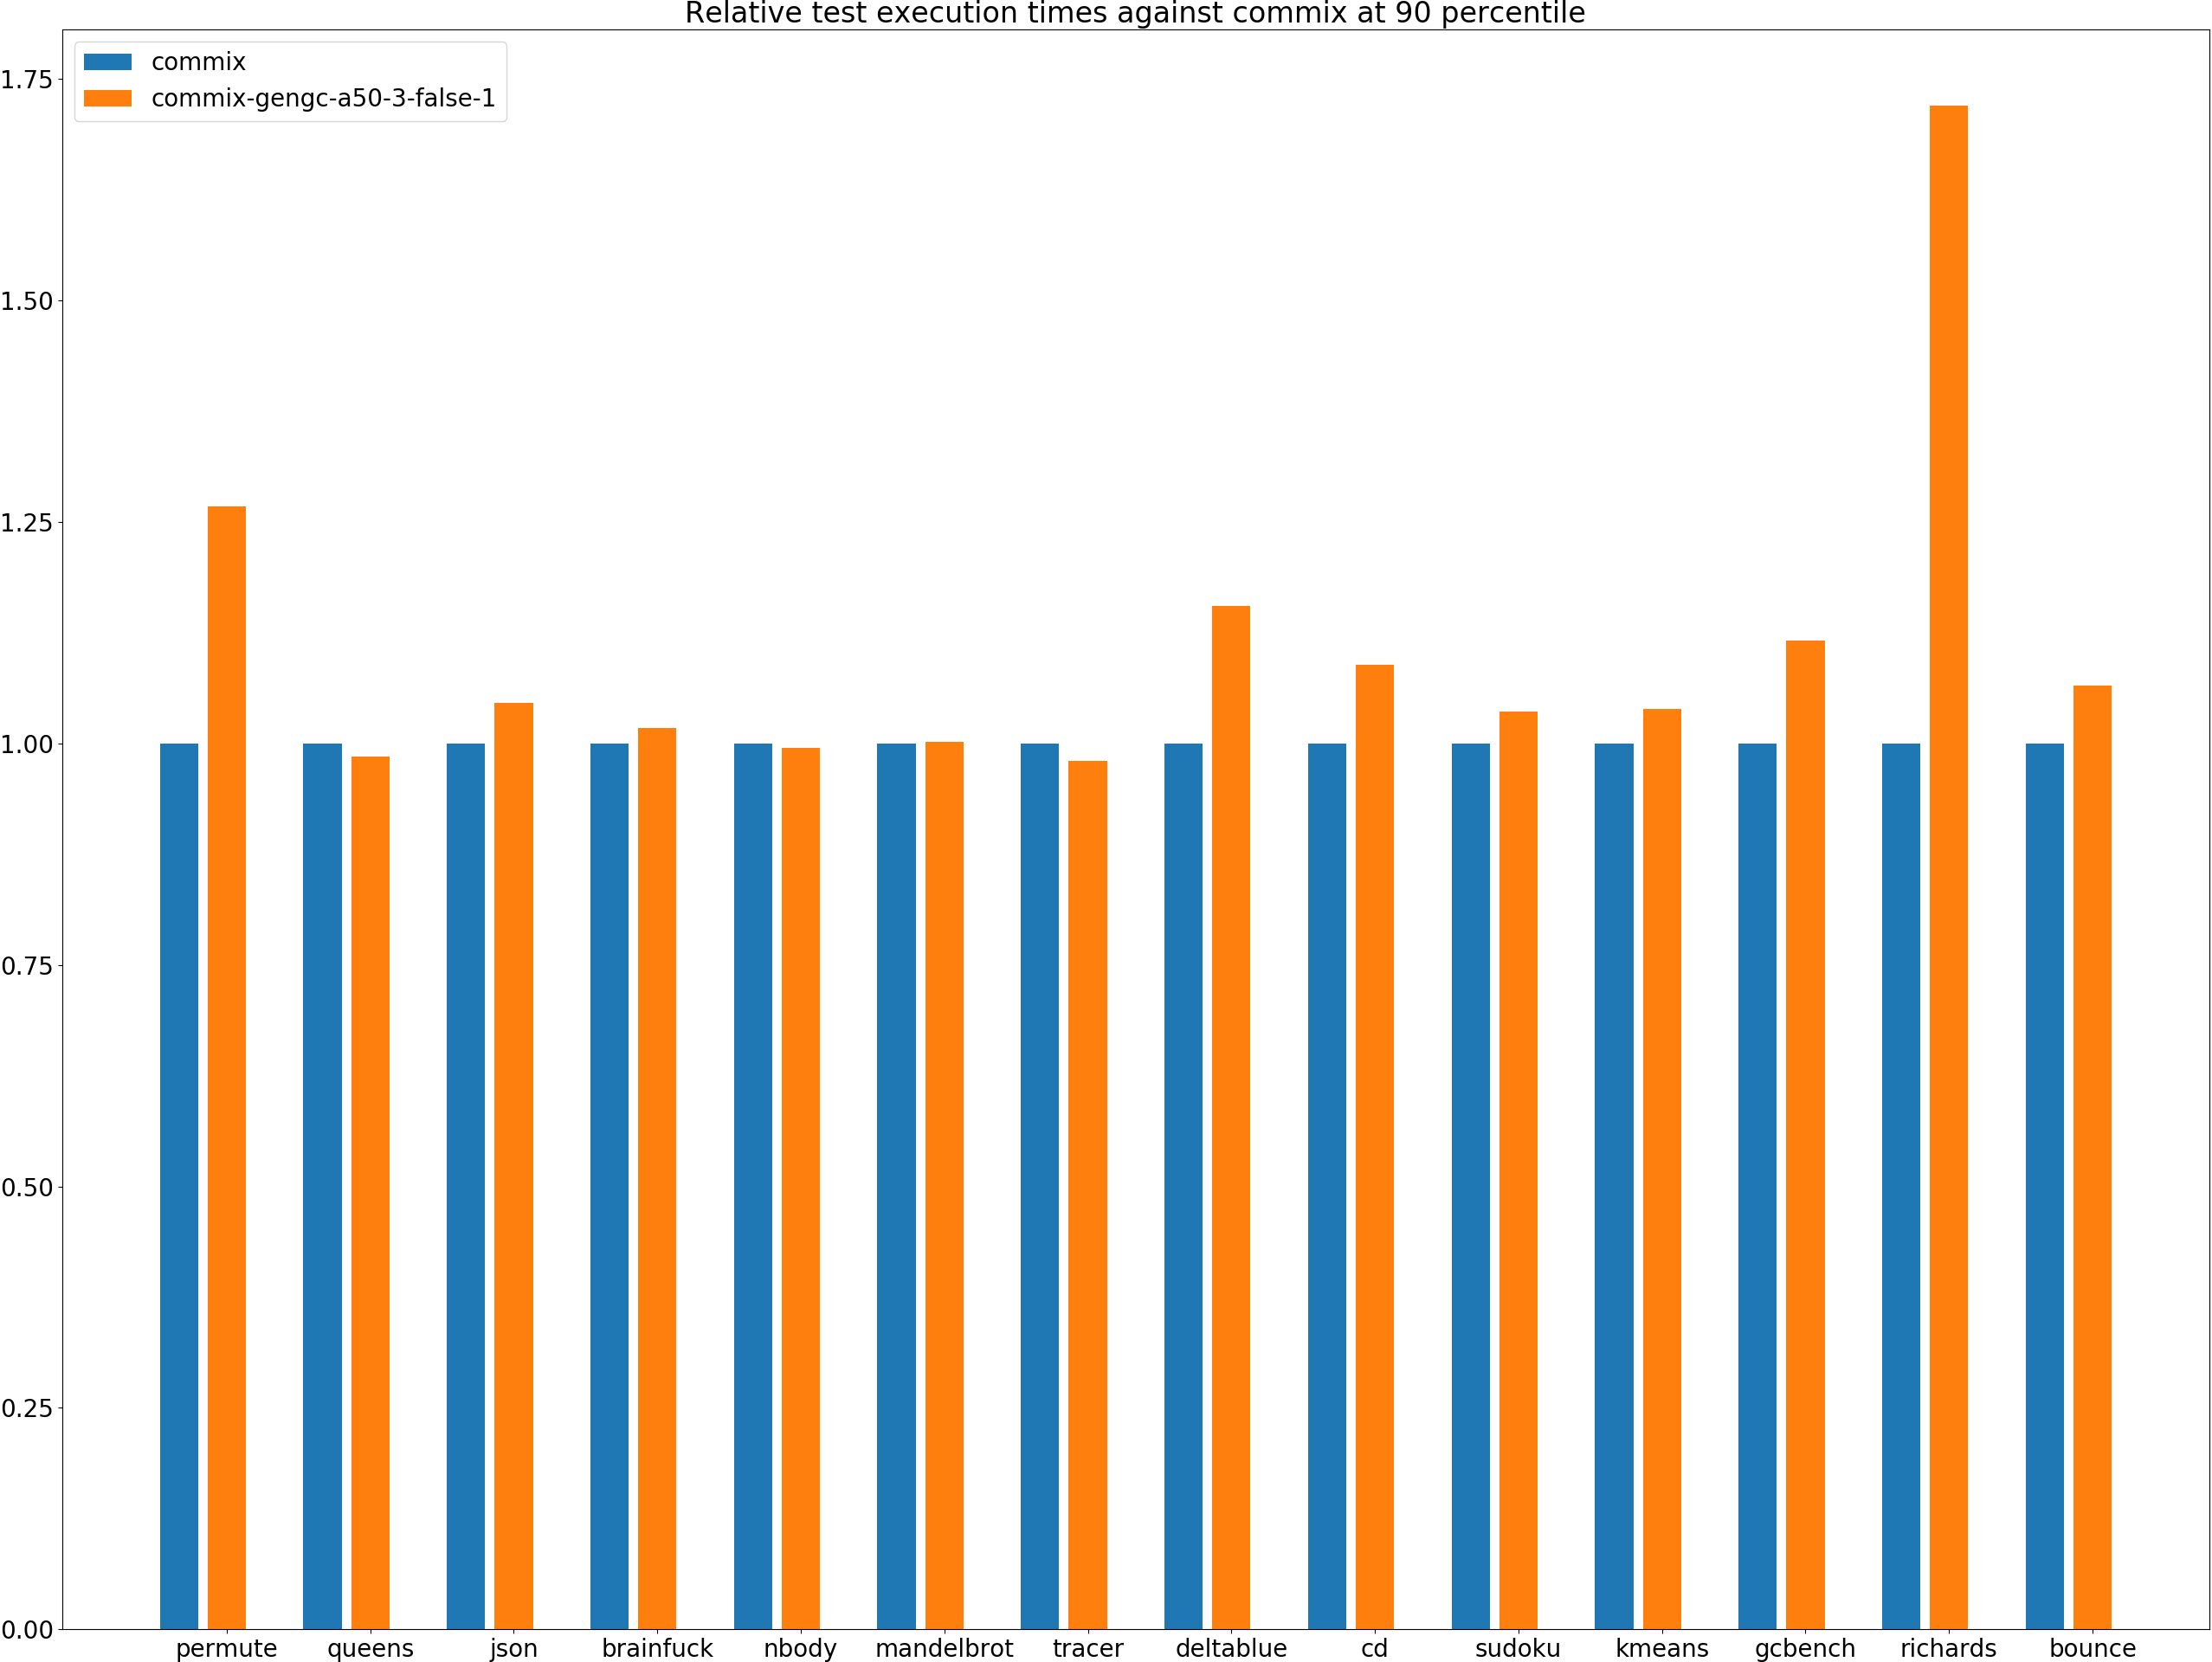 Relative test execution times against commix at 90 percentile
commix
commix-gengc-a50-3-false-1
1.75
1.50
1.25
1.00
0.75
0.50
0.25
0.00
permute queens json brainfuck nbody mandelbrot tracer deltablue cd sudoku kmeans gcbench richards bounce